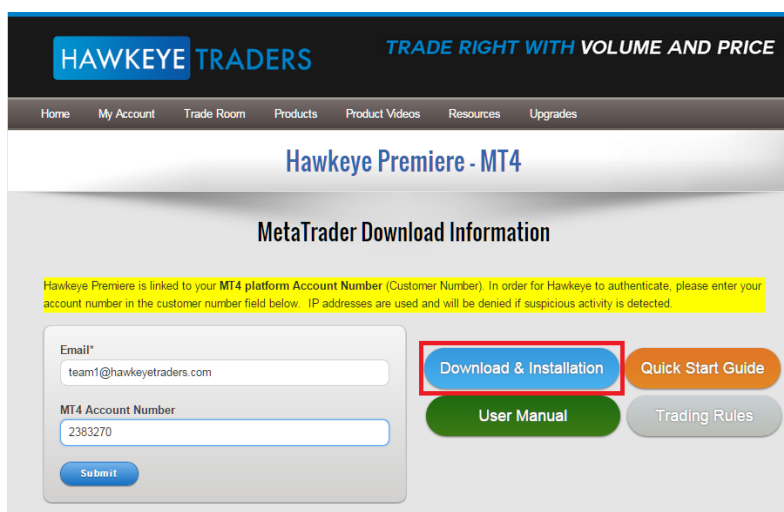 HAWKEYE TRADERS
TRADE RIGHT WITH VOLUME AND PRICE
Home My Account Trade Room Products Product Videos Resources Upgrades
Hawkeye Premiere - MT4
MetaTrader Download Information
Hawkeye Premiere is linked to your MT4 platform Account Number (Customer Number). In order for Hawkeye to authenticate, please enter your
account number in the customer number field below. IP addresses are used and will be denied if suspicious activity is detected.
Email*
team1@hawkeyetraders.com
MT4 Account Number
2383270
Submit
Download & Installation
Quick Start Guide
User Manual
Trading Rules